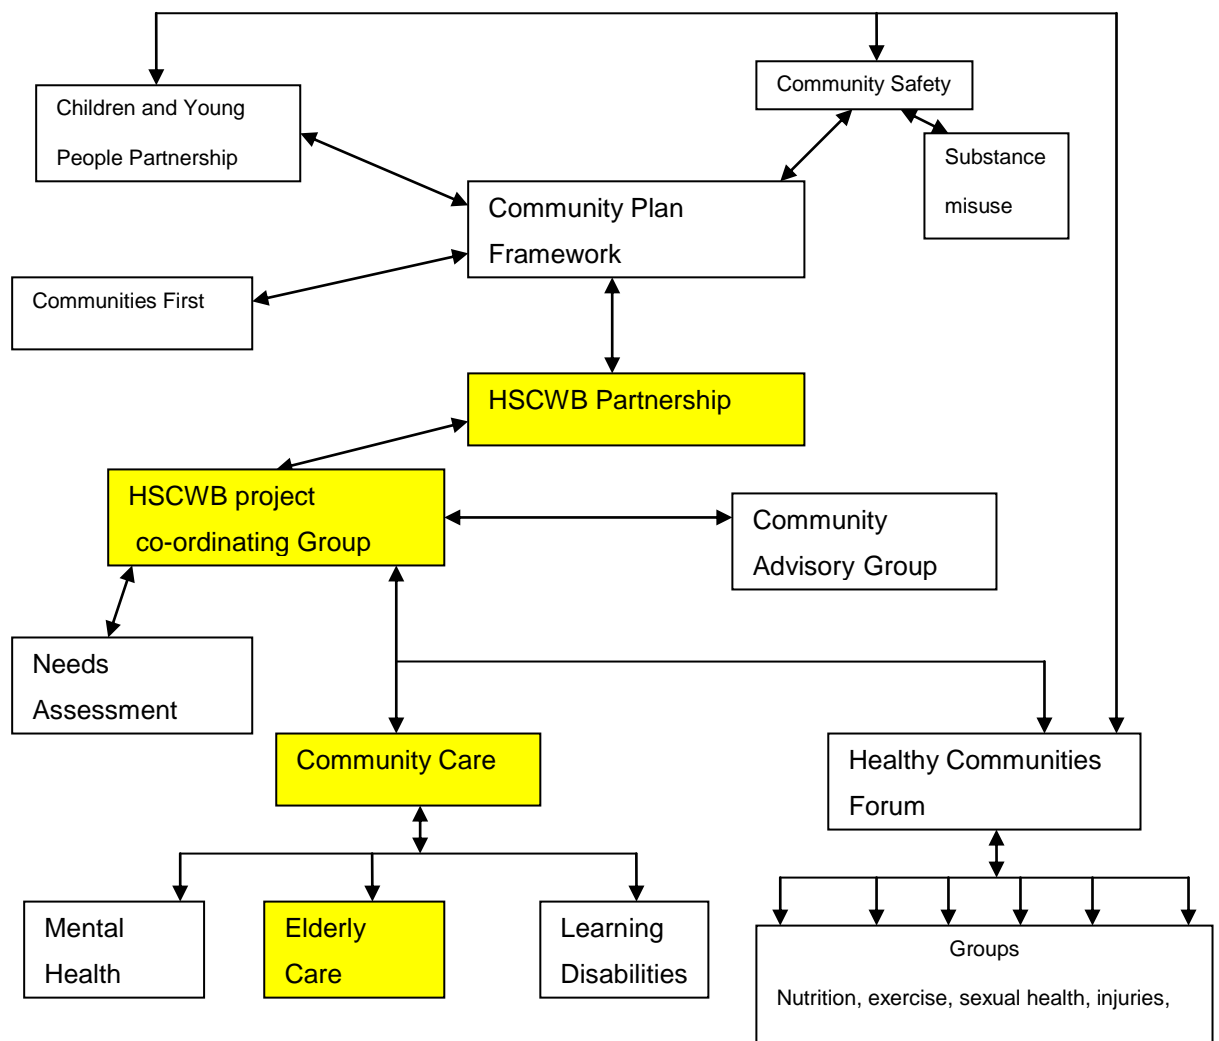 Children and Young
People Partnership
Community Safety
Substance
misuse
Community Plan
Framework
Communities First
HSCWB Partnership
HSCWB project
co-ordinating Group
Community
Advisory Group
Needs
Assessment
Community Care
Healthy Communities
Forum
Mental
Health
Elderly
Care
Learning
Disabilities
Groups
Nutrition, exercise, sexual health, injuries,